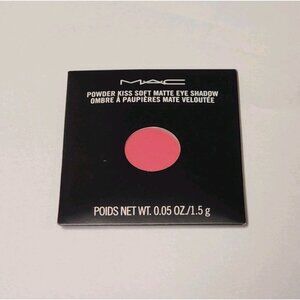 MAC
POWDER KISS SOFT MATTE EYE SHADOW
OMBRE À PAUPIÈRES MATE VELOUTÉE
POIDS NET WT. 0.05 OZ./1.5 g